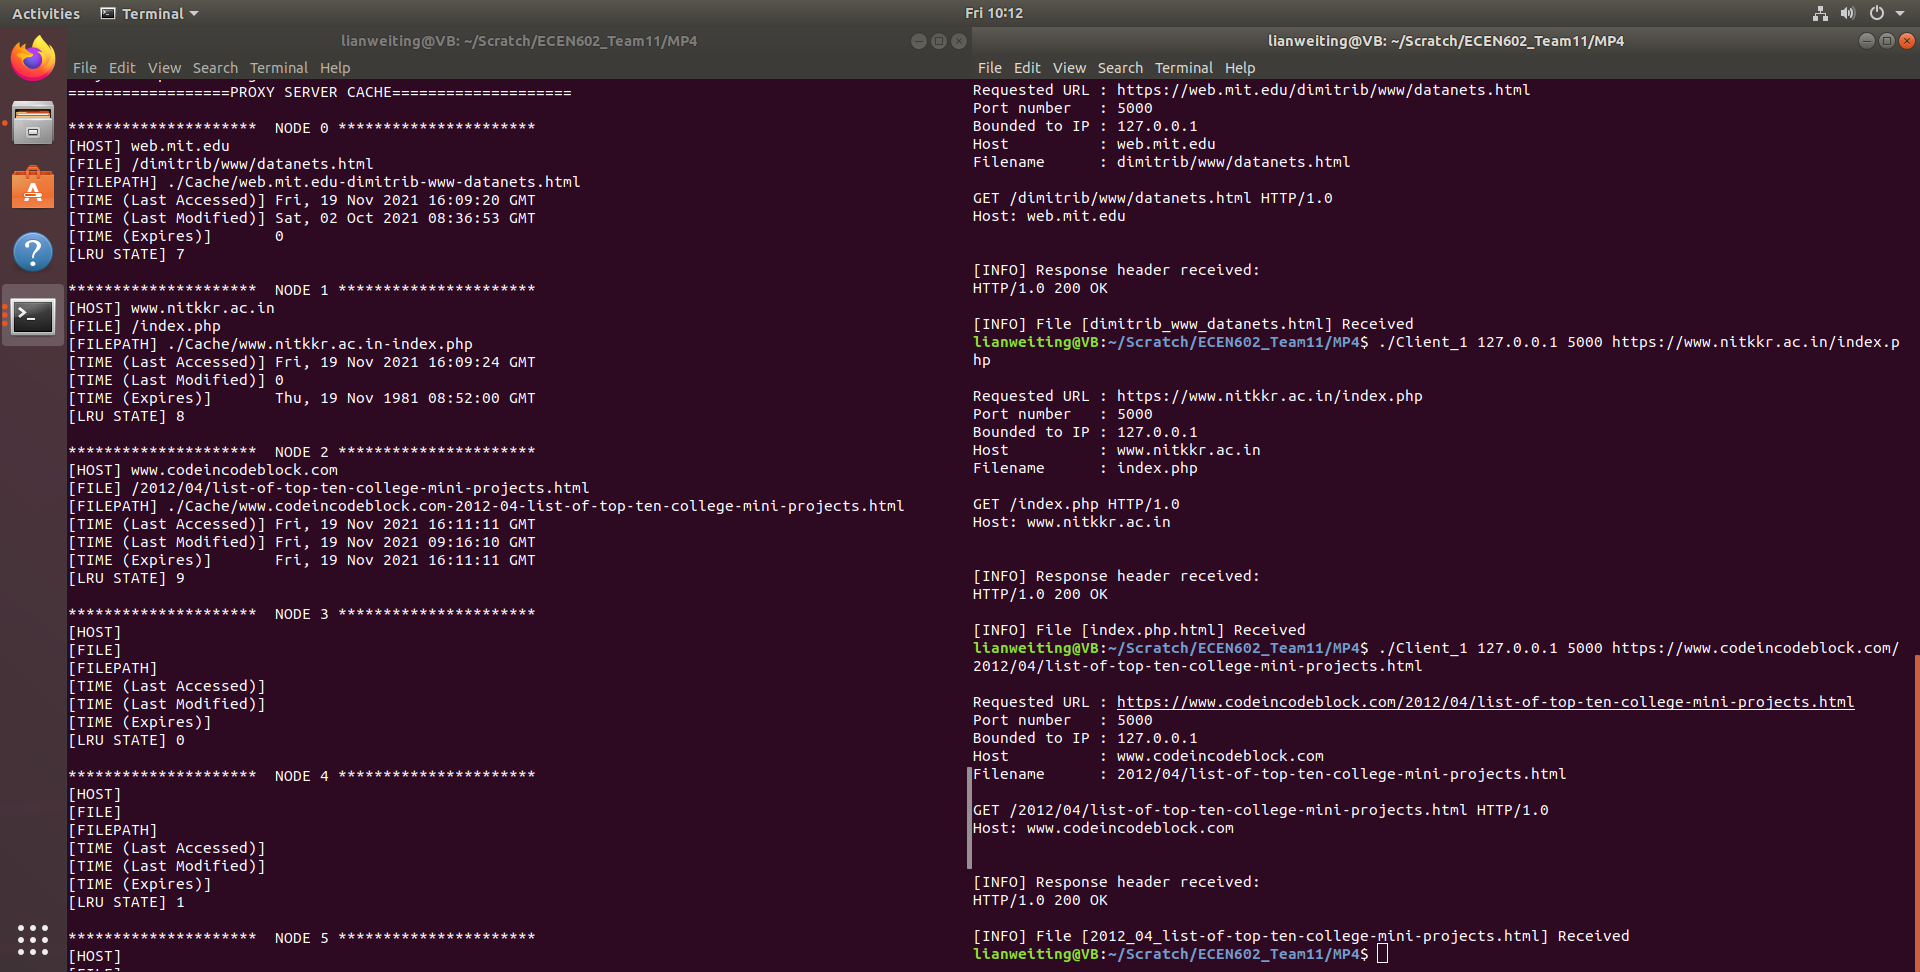 Activities Terminal Fri 10:12
lianweiting@VB: ~/Scratch/ECEN602_Team11/MP4
File Edit View Search Terminal Help
==================PROXY SERVER CACHE====================
*********************  NODE 0 **********************
[HOST] web.mit.edu
[FILE] /dimitrib/www/datanets.html
[FILEPATH] ./Cache/web.mit.edu-dimitrib-www-datanets.html
[TIME (Last Accessed)] Fri, 19 Nov 2021 16:09:20 GMT
[TIME (Last Modified)] Sat, 02 Oct 2021 08:36:53 GMT
[TIME (Expires)]       0
[LRU STATE] 7
*********************  NODE 1 **********************
[HOST] www.nitkkr.ac.in
[FILE] /index.php
[FILEPATH] ./Cache/www.nitkkr.ac.in-index.php
[TIME (Last Accessed)] Fri, 19 Nov 2021 16:09:24 GMT
[TIME (Last Modified)] 0
[TIME (Expires)]       Thu, 19 Nov 1981 08:52:00 GMT
[LRU STATE] 8
*********************  NODE 2 **********************
[HOST] www.codeincodeblock.com
[FILE] /2012/04/list-of-top-ten-college-mini-projects.html
[FILEPATH] ./Cache/www.codeincodeblock.com-2012-04-list-of-top-ten-college-mini-projects.html
[TIME (Last Accessed)] Fri, 19 Nov 2021 16:11:11 GMT
[TIME (Last Modified)] Fri, 19 Nov 2021 09:16:10 GMT
[TIME (Expires)]       Fri, 19 Nov 2021 16:11:11 GMT
[LRU STATE] 9
*********************  NODE 3 **********************
[HOST]
[FILE]
[FILEPATH]
[TIME (Last Accessed)]
[TIME (Last Modified)]
[TIME (Expires)]
[LRU STATE] 0
*********************  NODE 4 **********************
[HOST]
[FILE]
[FILEPATH]
[TIME (Last Accessed)]
[TIME (Last Modified)]
[TIME (Expires)]
[LRU STATE] 1
*********************  NODE 5 **********************
[HOST]
lianweiting@VB: ~/Scratch/ECEN602_Team11/MP4
File Edit View Search Terminal Help
Requested URL : https://web.mit.edu/dimitrib/www/datanets.html
Port number   : 5000
Bounded to IP : 127.0.0.1
Host          : web.mit.edu
Filename      : dimitrib/www/datanets.html
GET /dimitrib/www/datanets.html HTTP/1.0
Host: web.mit.edu
[INFO] Response header received:
HTTP/1.0 200 OK
[INFO] File [dimitrib_www_datanets.html] Received
lianweiting@VB:~/Scratch/ECEN602_Team11/MP4$ ./Client_1 127.0.0.1 5000 https://www.nitkkr.ac.in/index.p
hp
Requested URL : https://www.nitkkr.ac.in/index.php
Port number   : 5000
Bounded to IP : 127.0.0.1
Host          : www.nitkkr.ac.in
Filename      : index.php
GET /index.php HTTP/1.0
Host: www.nitkkr.ac.in
[INFO] Response header received:
HTTP/1.0 200 OK
[INFO] File [index.php.html] Received
lianweiting@VB:~/Scratch/ECEN602_Team11/MP4$ ./Client_1 127.0.0.1 5000 https://www.codeincodeblock.com/
2012/04/list-of-top-ten-college-mini-projects.html
Requested URL : https://www.codeincodeblock.com/2012/04/list-of-top-ten-college-mini-projects.html
Port number   : 5000
Bounded to IP : 127.0.0.1
Host          : www.codeincodeblock.com
Filename      : 2012/04/list-of-top-ten-college-mini-projects.html
GET /2012/04/list-of-top-ten-college-mini-projects.html HTTP/1.0
Host: www.codeincodeblock.com
[INFO] Response header received:
HTTP/1.0 200 OK
[INFO] File [2012_04_list-of-top-ten-college-mini-projects.html] Received
lianweiting@VB:~/Scratch/ECEN602_Team11/MP4$